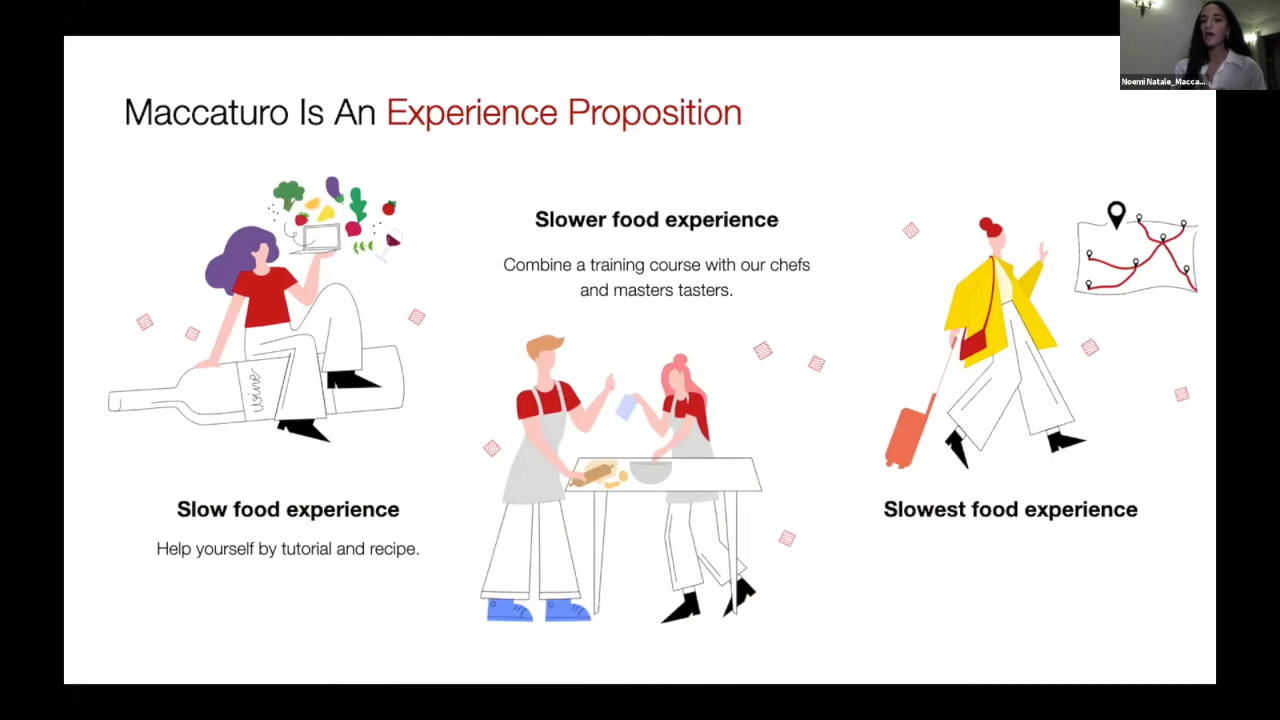 Noemi Natale_Macca...
Maccaturo Is An Experience Proposition
Slower food experience
Combine a training course with our chefs
and masters tasters.
wine
Slow food experience
Help yourself by tutorial and recipe.
Slowest food experience